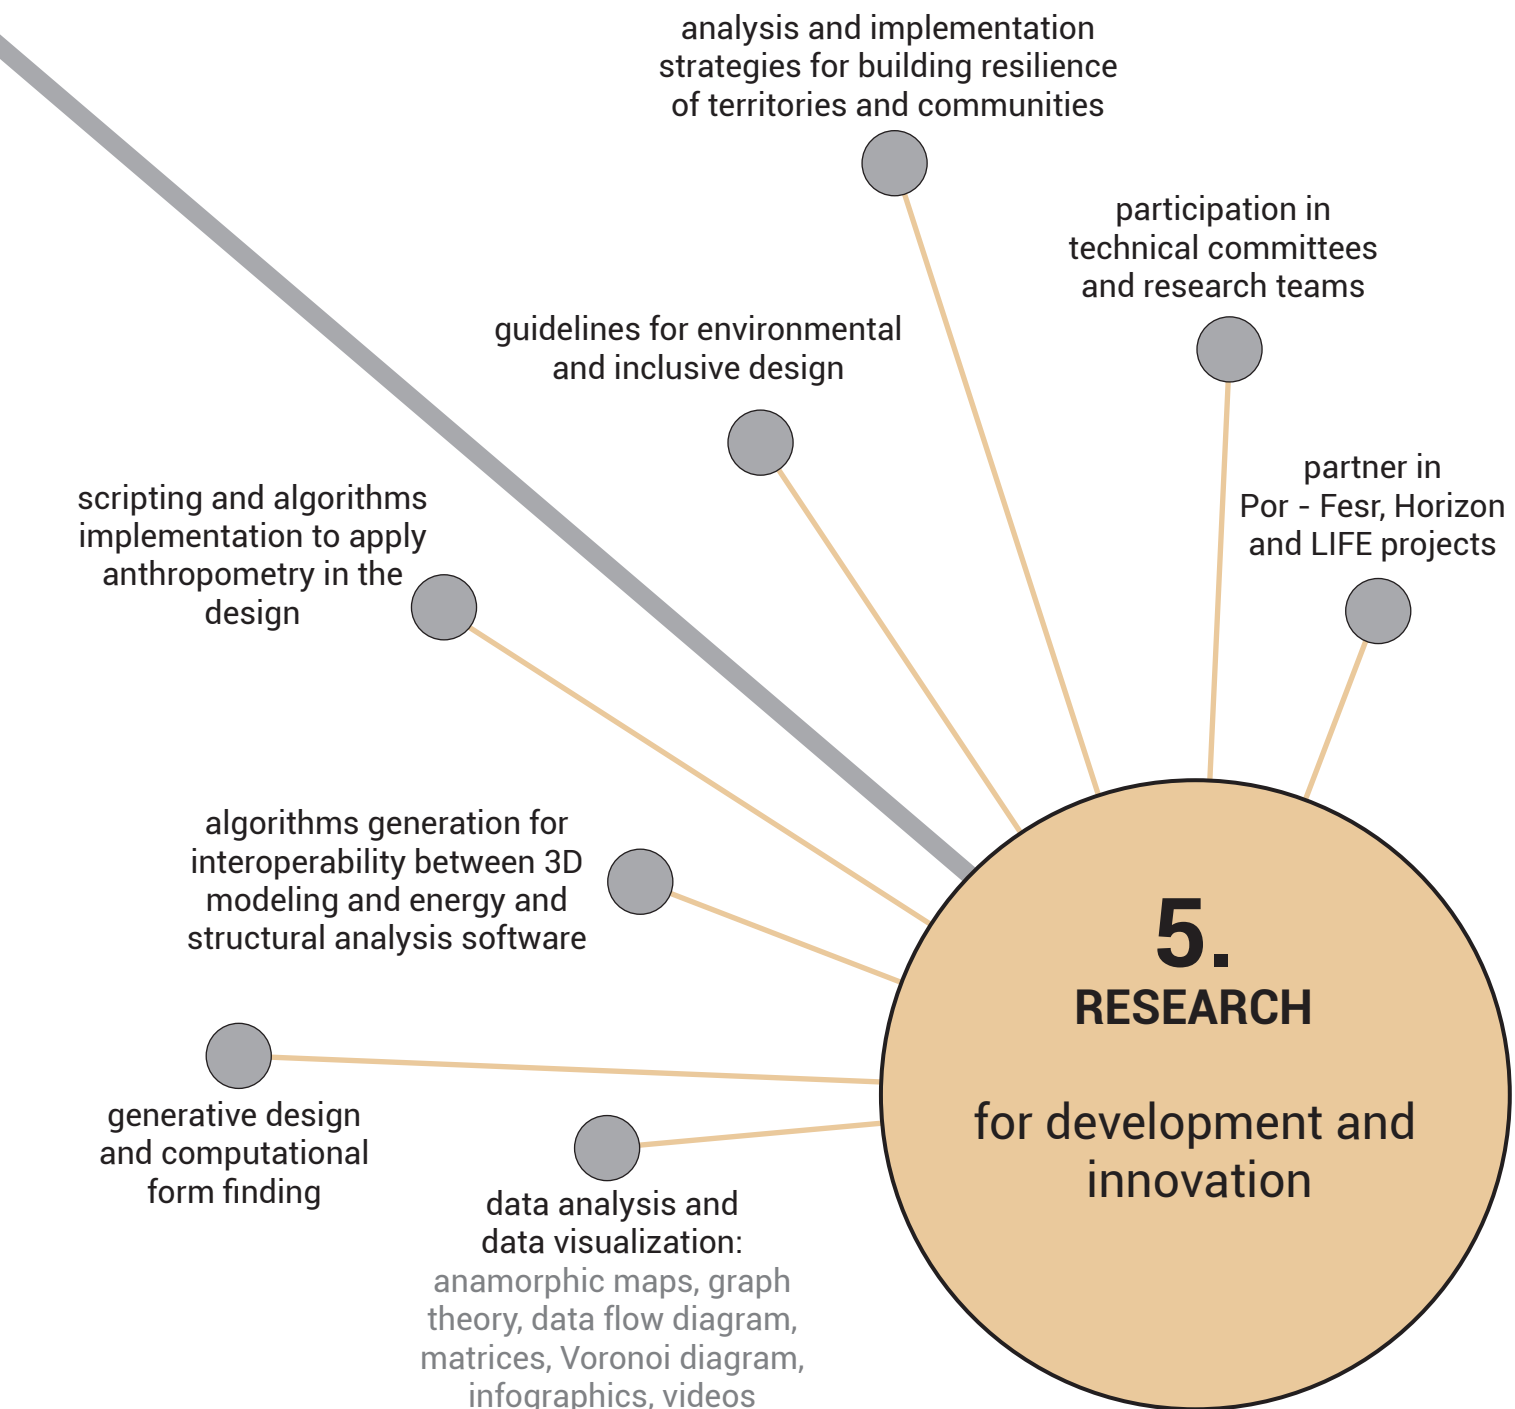 analysis and implementation
strategies for building resilience
of territories and communities
participation in
technical committees
and research teams
guidelines for environmental
and inclusive design
partner in
Por - Fesr, Horizon
and LIFE projects
scripting and algorithms
implementation to apply
anthropometry in the
design
algorithms generation for
interoperability between 3D
modeling and energy and
structural analysis software
5.
RESEARCH
for development and
innovation
generative design
and computational
form finding
data analysis and
data visualization:
anamorphic maps, graph
theory, data flow diagram,
matrices, Voronoi diagram,
infographics, videos